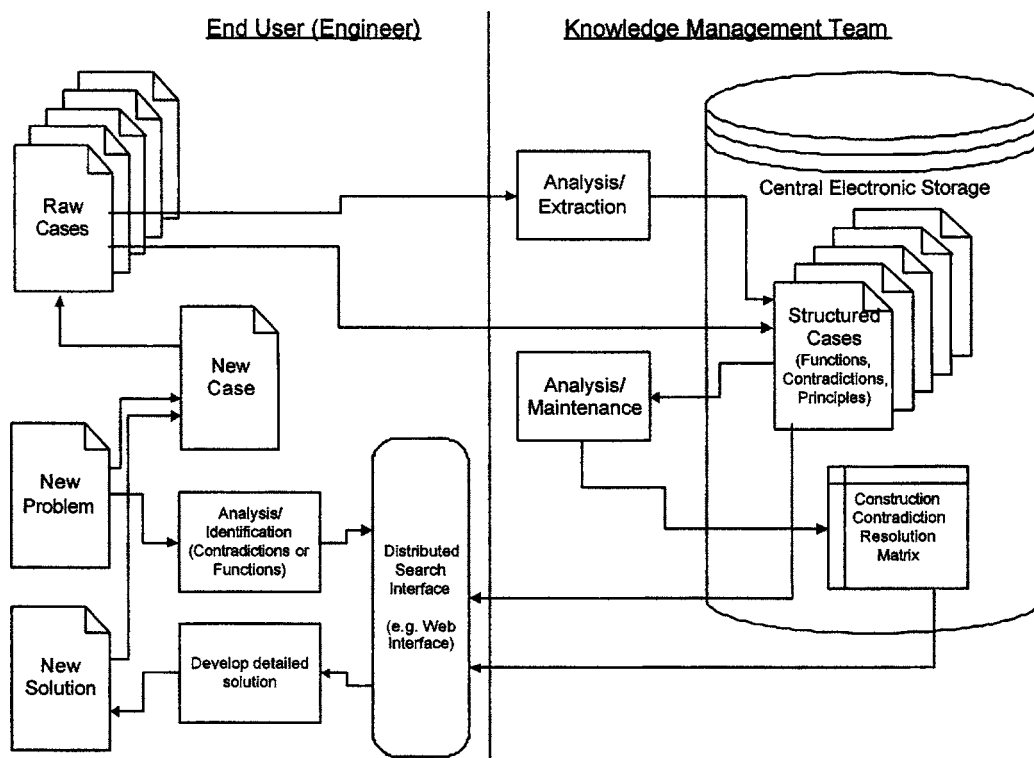 End User (Engineer)
Knowledge Management Team
Raw
Cases
Analysis/
Extraction
Central Electronic Storage
Structured
Cases
(Functions,
Contradictions,
Principles)
New
Case
Analysis/
Maintenance
New
Problem
Analysis/
Identification
(Contradictions or
Functions)
Distributed
Search
Interface
(e.g. Web
Interface)
Construction
Contradiction
Resolution
Matrix
New
Solution
Develop detailed
solution